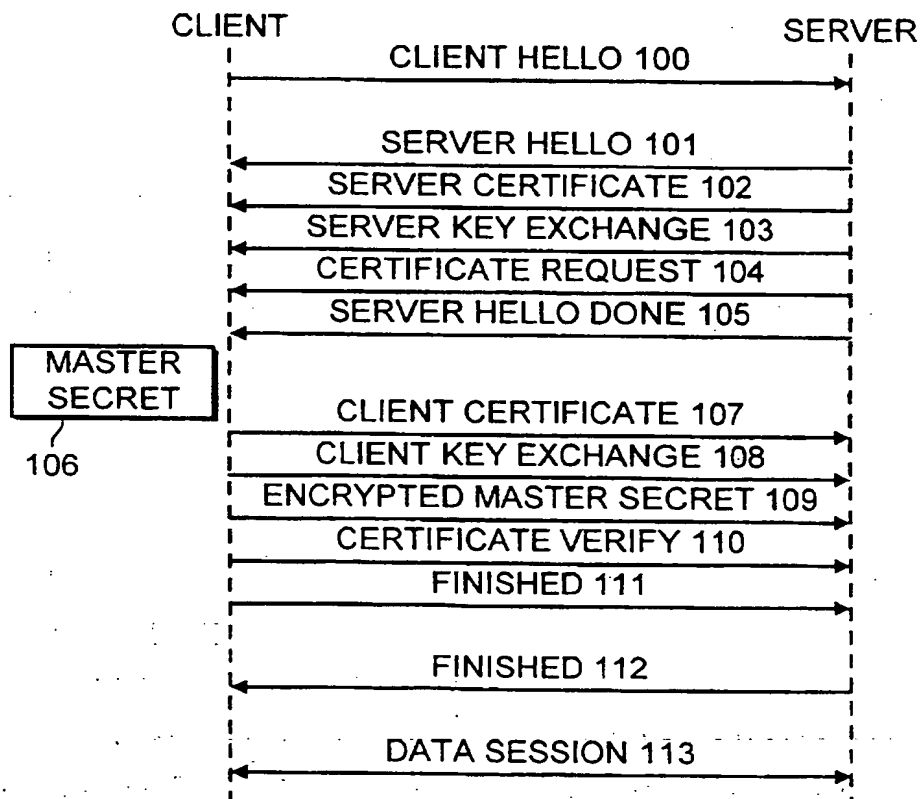 CLIENT
SERVER
CLIENT HELLO 100
SERVER HELLO 101
SERVER CERTIFICATE 102
SERVER KEY EXCHANGE 103
CERTIFICATE REQUEST 104
SERVER HELLO DONE 105
MASTER
SECRET
106
CLIENT CERTIFICATE 107
CLIENT KEY EXCHANGE 108
ENCRYPTED MASTER SECRET 109
CERTIFICATE VERIFY 110
FINISHED 111
FINISHED 112
DATA SESSION 113